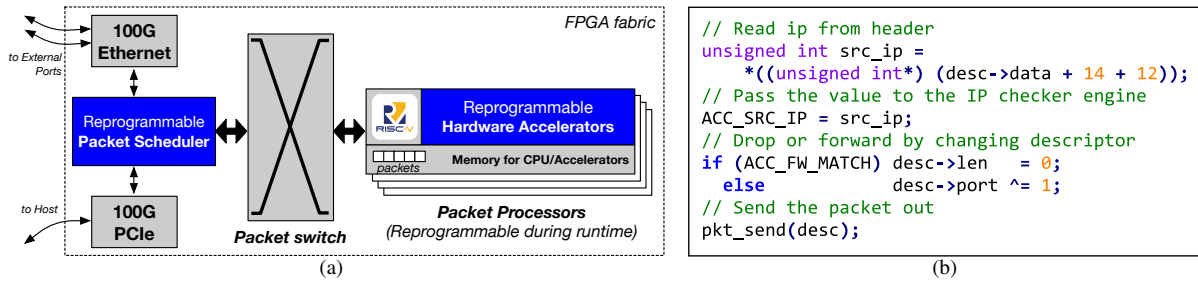 FPGA fabric
100G
Ethernet
to External
Ports
Reprogrammable
Packet Scheduler
to Host
100G
PCIe
Packet switch
RISC-V
Reprogrammable
Hardware Accelerators
Memory for CPU/Accelerators
packets
Packet Processors
(Reprogrammable during runtime)
(a)
// Read ip from header
unsigned int src_ip =
    *((unsigned int*) (desc->data + 14 + 12));
// Pass the value to the IP checker engine
ACC_SRC_IP = src_ip;
// Drop or forward by changing descriptor
if (ACC_FW_MATCH) desc->len   = 0;
  else            desc->port ^= 1;
// Send the packet out
pkt_send(desc);
(b)